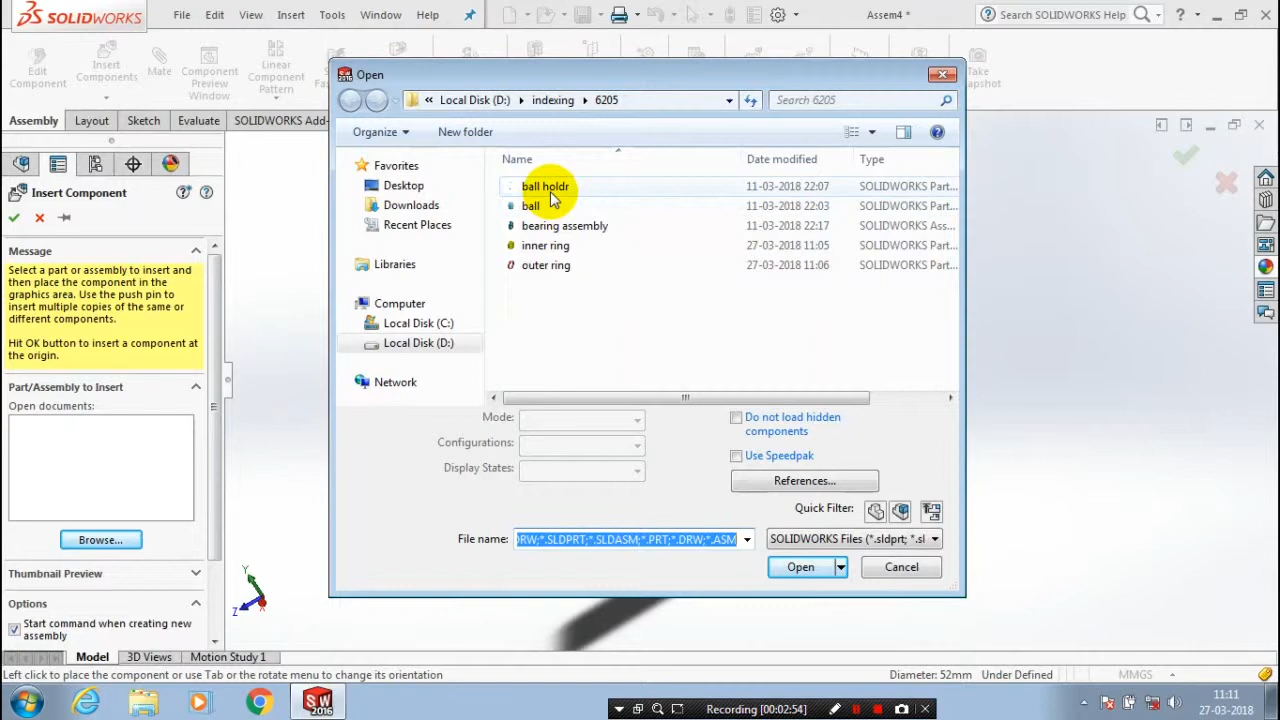 SOLIDWORKS File Edit View Insert Tools Window Help Assem4 * Search SOLIDWORKS Help
Edit Component
Insert Components
Mate
Component Preview Window
Linear Component Pattern
Take Snapshot
Assembly Layout Sketch Evaluate SOLIDWORKS Add-
Insert Component
Message
Select a part or assembly to insert and
then place the component in the
graphics area. Use the push pin to
insert multiple copies of the same or
different components.
Hit OK button to insert a component at
the origin.
Part/Assembly to Insert
Open documents:
Browse...
Thumbnail Preview
Options
Start command when creating new
assembly
Open
Local Disk (D:) indexing 6205 Search 6205
Organize New folder
Favorites
Desktop
Downloads
Recent Places
Libraries
Computer
Local Disk (C:)
Local Disk (D:)
Network
Name Date modified Type
ball holdr 11-03-2018 22:07 SOLIDWORKS Part...
ball 11-03-2018 22:03 SOLIDWORKS Part...
bearing assembly 11-03-2018 22:17 SOLIDWORKS Ass...
inner ring 27-03-2018 11:05 SOLIDWORKS Part...
outer ring 27-03-2018 11:06 SOLIDWORKS Part...
Mode:
Configurations:
Display States:
Do not load hidden
components
Use Speedpak
References...
Quick Filter:
File name: RW;*.SLDPRT;*.SLDASM;*.PRT;*.DRW;*.ASM SOLIDWORKS Files (*.sldprt; *.sl
Open Cancel
Y
Z
X
Model 3D Views Motion Study 1
Left click to place the component or use Tab or the rotate menu to change its orientation Diameter: 52mm Under Defined MMGS
SW 2016
Recording [00:02:54]
11:11
27-03-2018